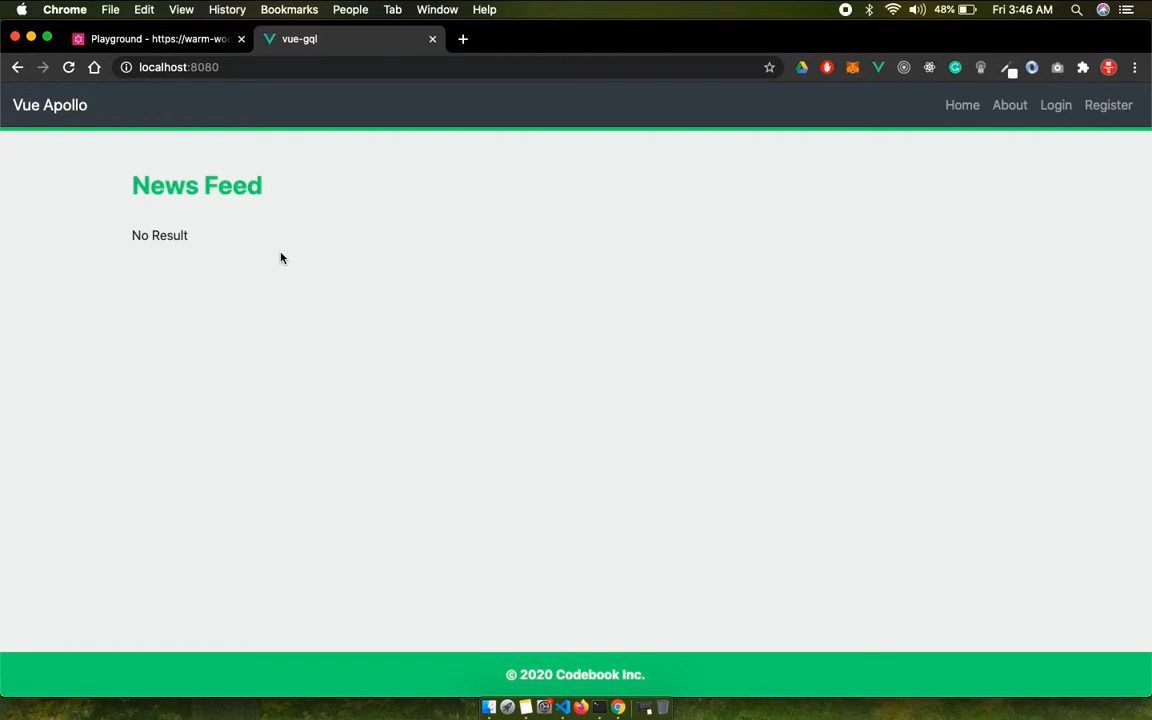 Chrome File Edit View History Bookmarks People Tab Window Help 48% Fri 3:46 AM
Playground - https://warm-wo
vue-gql
localhost:8080
Vue Apollo Home About Login Register
News Feed
No Result
© 2020 Codebook Inc.